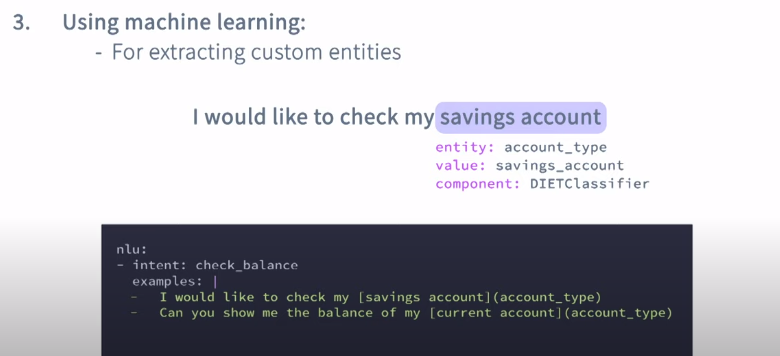 3. Using machine learning:
- For extracting custom entities
I would like to check my savings account
entity: account_type
value: savings_account
component: DIETClassifier
nlu:
- intent: check_balance
examples: |
- I would like to check my [savings account](account_type)
- Can you show me the balance of my [current account](account_type)